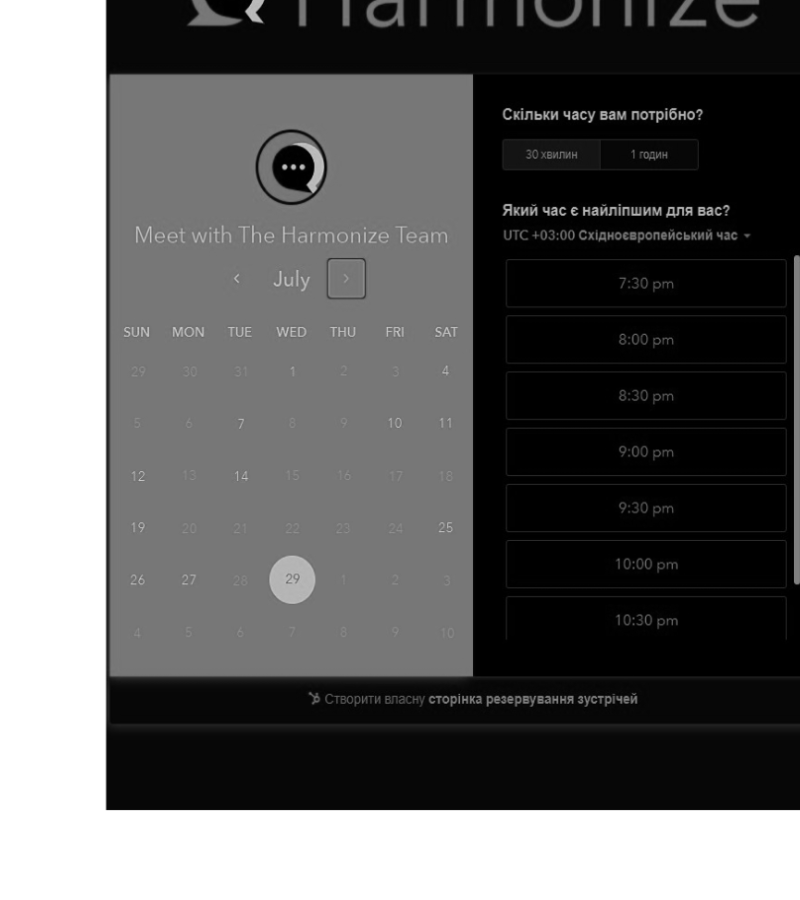 Harmonize
Meet with The Harmonize Team
July
SUN MON TUE WED THU FRI SAT
29 30 31 1 2 3 4
5 6 7 8 9 10 11
12 13 14 15 16 17 18
19 20 21 22 23 24 25
26 27 28 29 1 2 3
4 5 6 7 8 9 10
Скільки часу вам потрібно?
30 хвилин 1 годин
Який час є найліпшим для вас?
UTC +03:00 Східноєвропейський час
7:30 pm
8:00 pm
8:30 pm
9:00 pm
9:30 pm
10:00 pm
10:30 pm
Створити власну сторінка резервування зустрічей